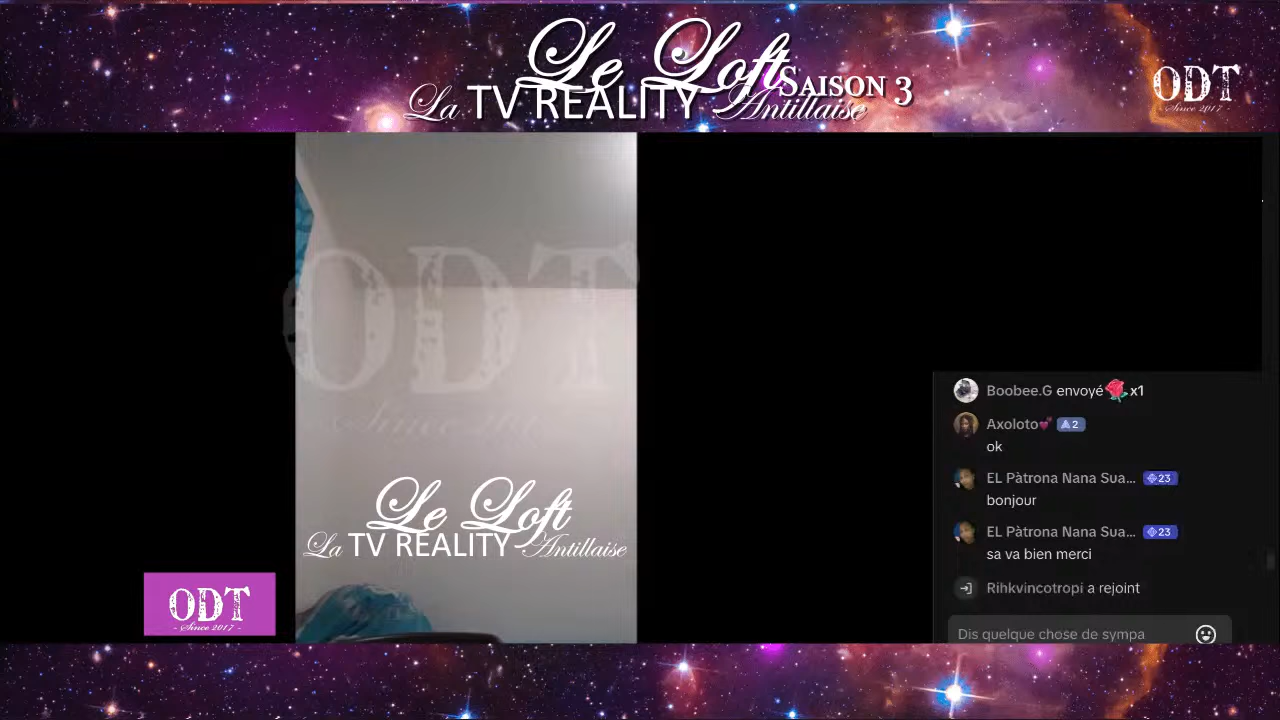 Le Loft
Saison 3
La TV REALITY Antillaise
ODT
- Since 2017 -
ODT
Since 20
Le Loft
La TV REALITY Antillaise
ODT
- Since 2017 -
Boobee.G envoyé x1
Axoloto 2
ok
EL Pàtrona Nana Sua... 23
bonjour
EL Pàtrona Nana Sua... 23
sa va bien merci
Rihkvincotropi a rejoint
Dis quelque chose de sympa